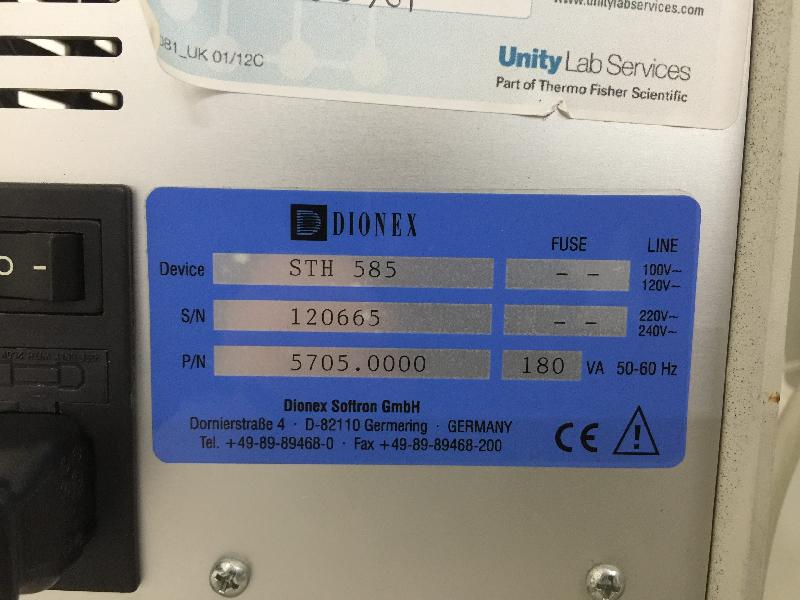 www.unitylabservices.com
081_UK 01/12C
Unity Lab Services
Part of Thermo Fisher Scientific
DIONEX
FUSE LINE
Device STH 585 - - 100V~
120V~
S/N 120665 - - 220V~
240V~
P/N 5705.0000 180 VA 50-60 Hz
Dionex Softron GmbH
Dornierstraße 4 · D-82110 Germering · GERMANY
Tel. +49-89-89468-0 · Fax +49-89-89468-200
CE
O -